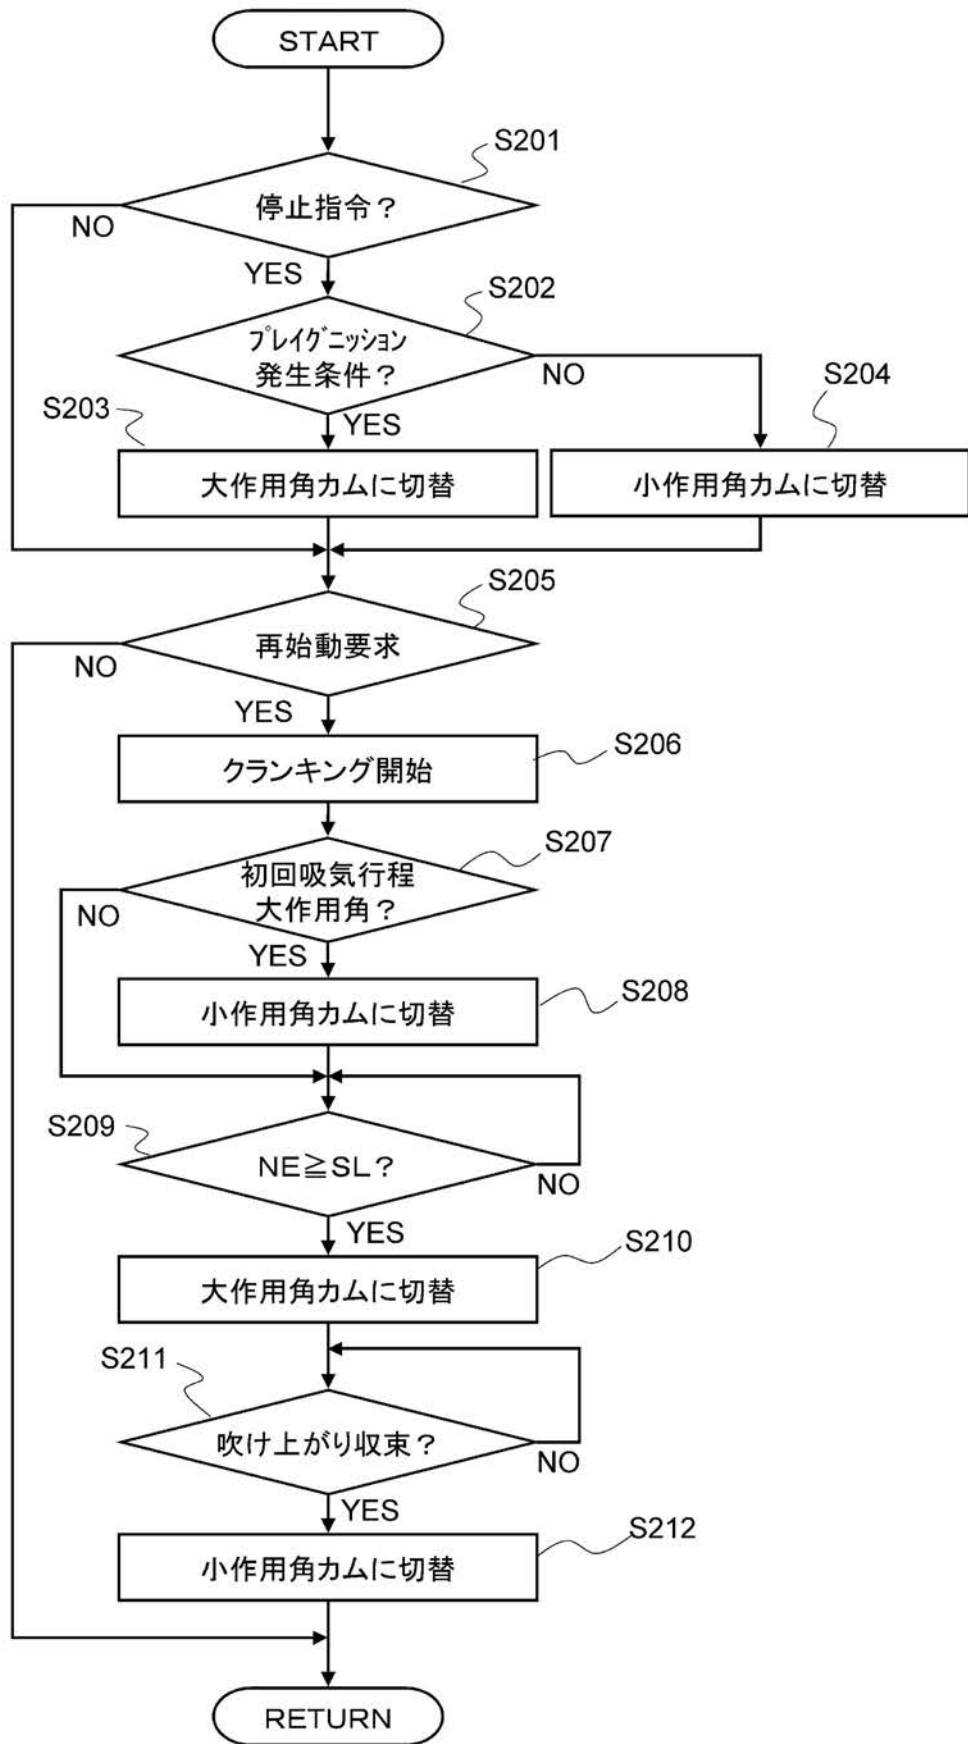 START
S201
停止指令？
NO
YES
S202
ﾌﾟﾚｲｸﾞﾆｯｼｮﾝ
発生条件？
NO
S203
YES
S204
大作用角カムに切替
小作用角カムに切替
S205
再始動要求
NO
YES
S206
クランキング開始
S207
初回吸気行程
大作用角？
NO
YES
S208
小作用角カムに切替
S209
NE≧SL？
NO
YES
S210
大作用角カムに切替
S211
吹け上がり収束？
NO
YES
S212
小作用角カムに切替
RETURN